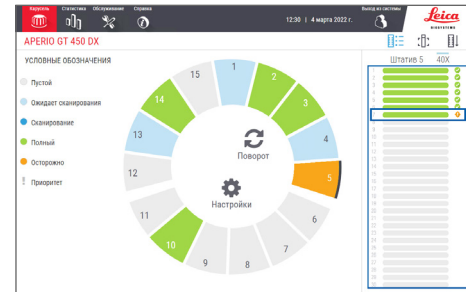 Карусель Статистика Обслуживание Справка
12:30 | 4 марта 2022 г.
Выход из системы
Leica
BIOSYSTEMS
APERIO GT 450 DX
УСЛОВНЫЕ ОБОЗНАЧЕНИЯ
Пустой
Ожидает сканирования
Сканирование
Полный
Осторожно
Приоритет
15 1 2
14 3
13 4
Поворот
12 5
Настройки
11 6
10 7
9 8
Штатив 5 40X